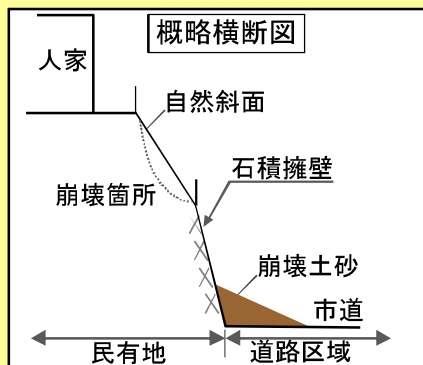 概略横断図
人家
自然斜面
石積擁壁
崩壊箇所
崩壊土砂
市道
民有地
道路区域